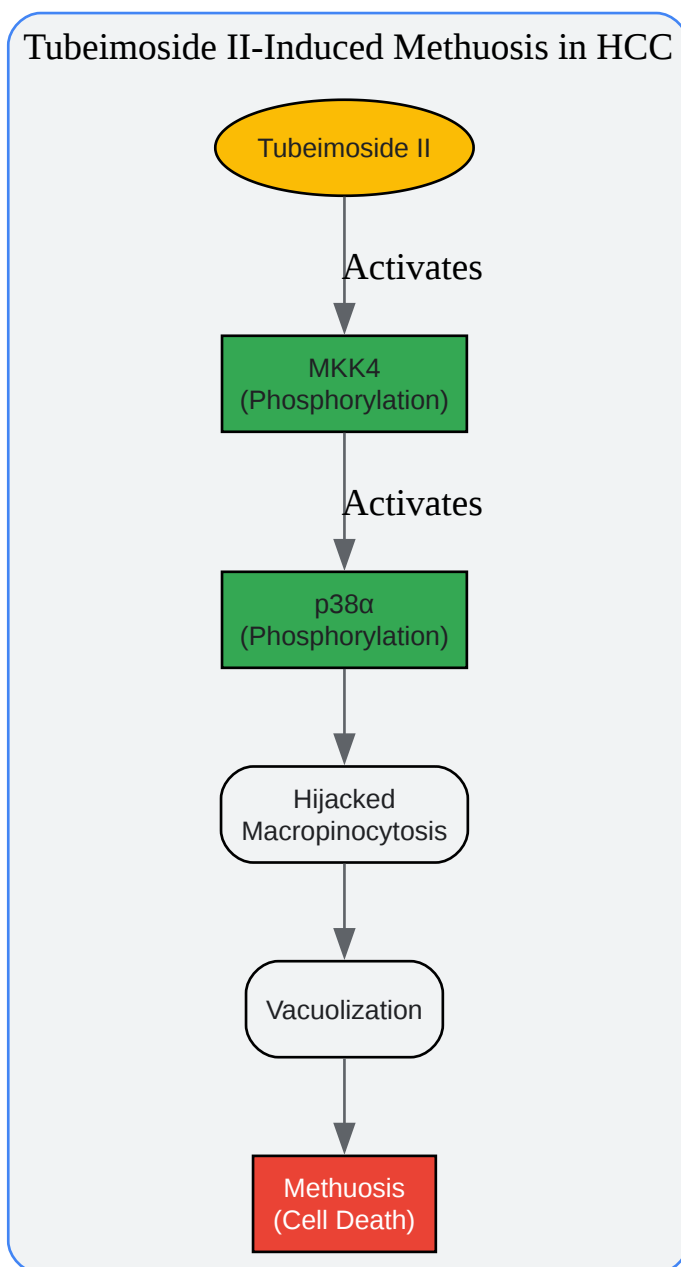 Tubeimoside II-Induced Methuosis in HCC
Tubeimoside II
Activates
MKK4
(Phosphorylation)
Activates
p38α
(Phosphorylation)
Hijacked
Macropinocytosis
Vacuolization
Methuosis
(Cell Death)